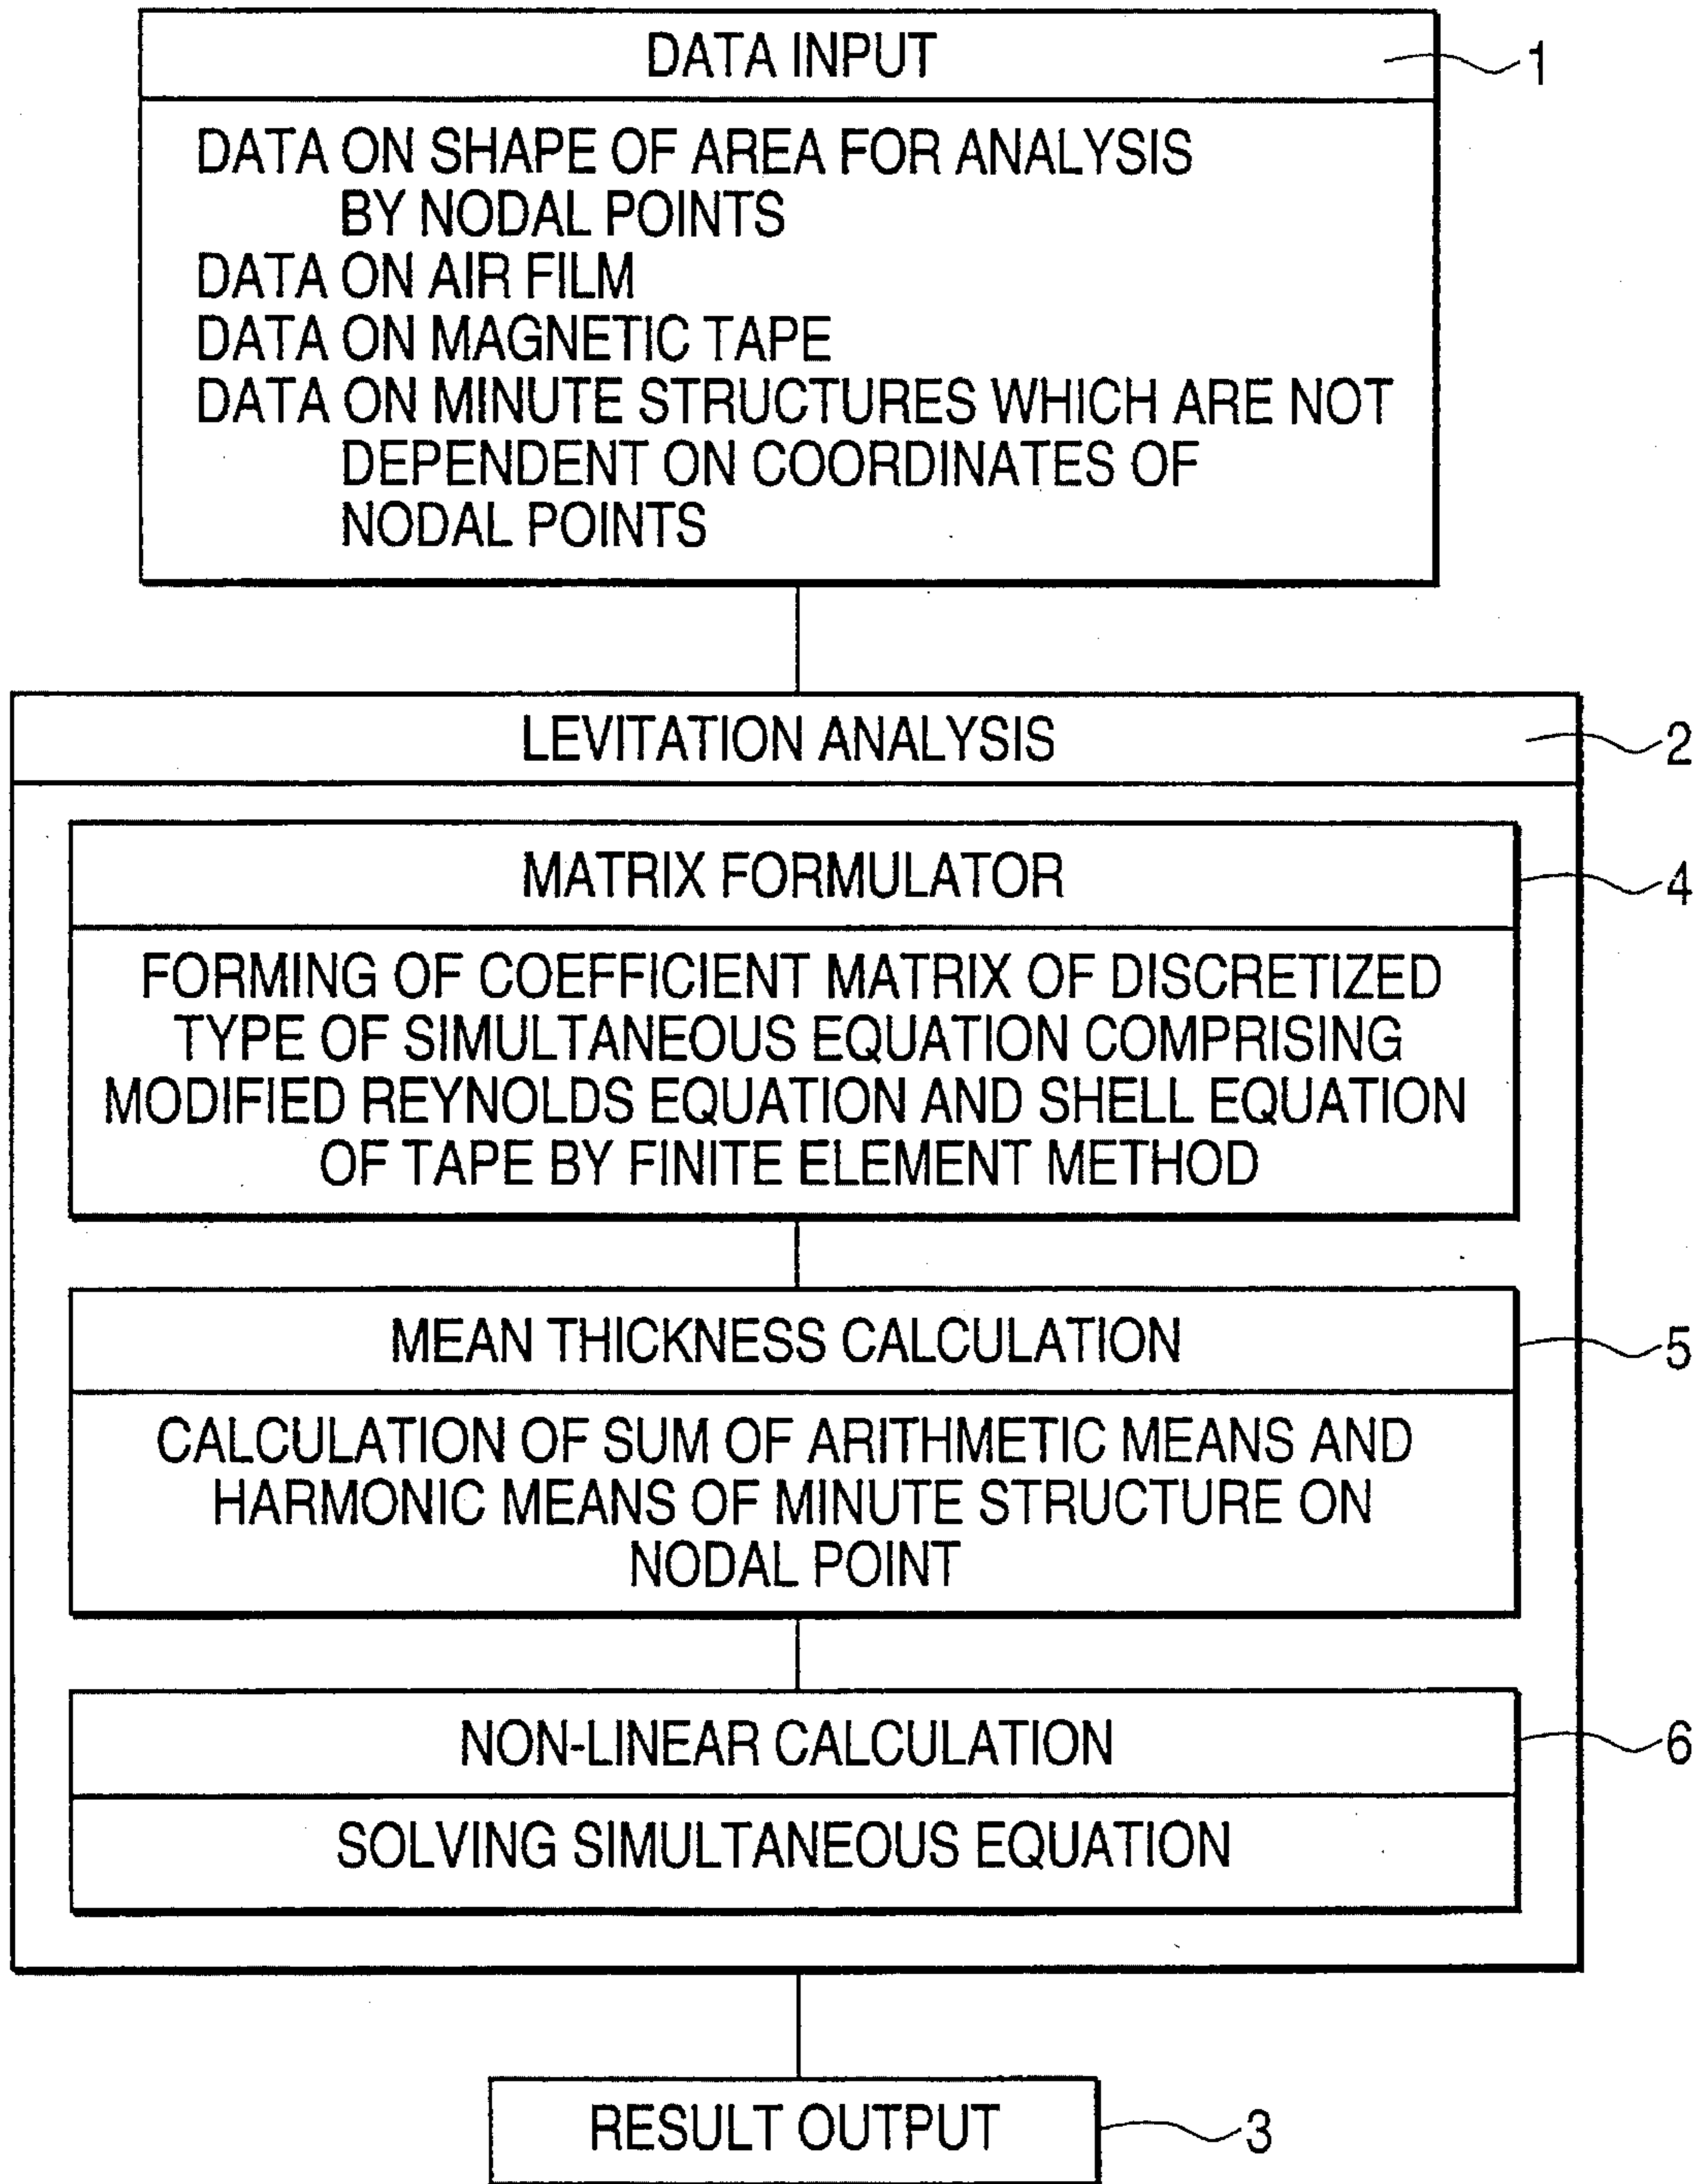 DATA INPUT
1
DATA ON SHAPE OF AREA FOR ANALYSIS
BY NODAL POINTS
DATA ON AIR FILM
DATA ON MAGNETIC TAPE
DATA ON MINUTE STRUCTURES WHICH ARE NOT
DEPENDENT ON COORDINATES OF
NODAL POINTS
LEVITATION ANALYSIS
2
MATRIX FORMULATOR
4
FORMING OF COEFFICIENT MATRIX OF DISCRETIZED
TYPE OF SIMULTANEOUS EQUATION COMPRISING
MODIFIED REYNOLDS EQUATION AND SHELL EQUATION
OF TAPE BY FINITE ELEMENT METHOD
MEAN THICKNESS CALCULATION
5
CALCULATION OF SUM OF ARITHMETIC MEANS AND
HARMONIC MEANS OF MINUTE STRUCTURE ON
NODAL POINT
NON-LINEAR CALCULATION
6
SOLVING SIMULTANEOUS EQUATION
RESULT OUTPUT
3